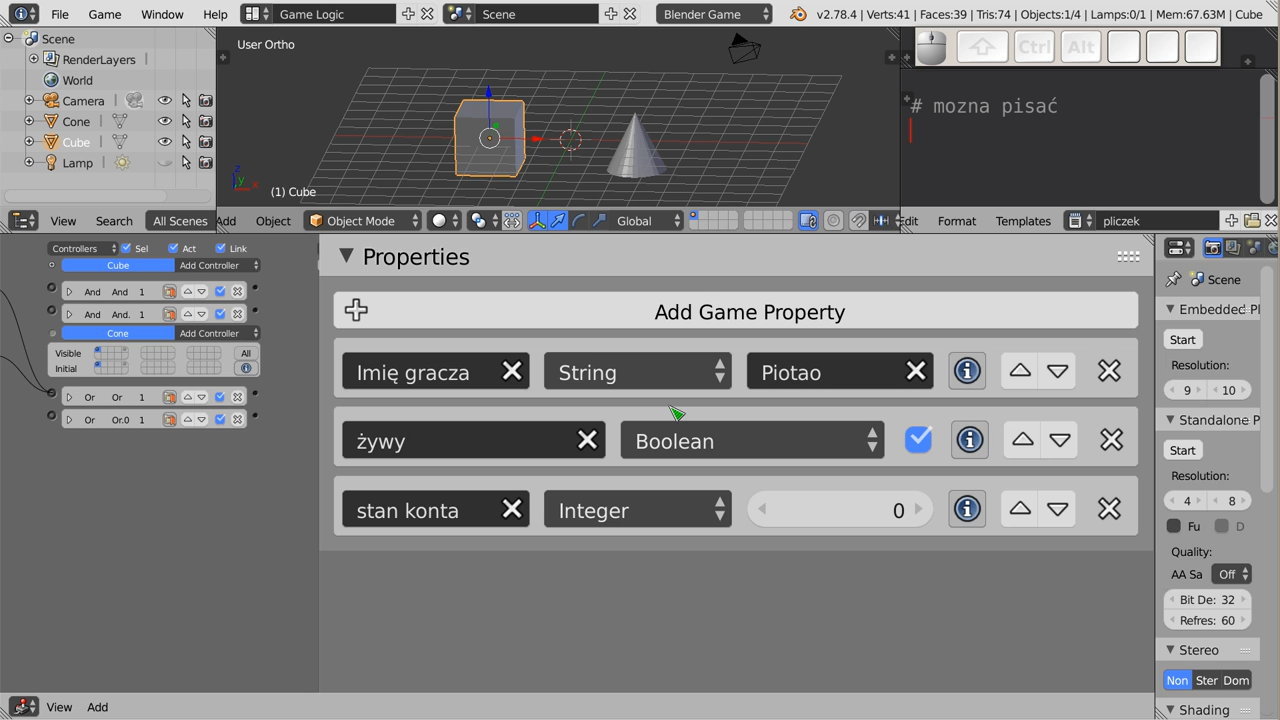 File Game Window Help Game Logic Scene Blender Game v2.78.4 | Verts:41 | Faces:39 | Tris:74 | Objects:1/4 | Lamps:0/1 | Mem:67.63M | Cube
Scene
RenderLayers
World
Camera
Cone
Cube
Lamp
View Search All Scenes
User Ortho
(1) Cube
Add Object Object Mode Global
Ctrl Alt
# mozna pisać
Edit Format Templates pliczek
Controllers Sel Act Link
Cube Add Controller
And And 1
And And. 1
Cone Add Controller
Visible All
Initial
Or Or 1
Or Or.0 1
Properties
Add Game Property
Imię gracza String Piotao
żywy Boolean
stan konta Integer 0
Scene
Embedded Pl
Start
Resolution:
9 10
Standalone P
Start
Resolution:
4 8
Fu D
Quality:
AA Sa Off
Bit De: 32
Refres: 60
Stereo
Non Ster Dom
Shading
View Add